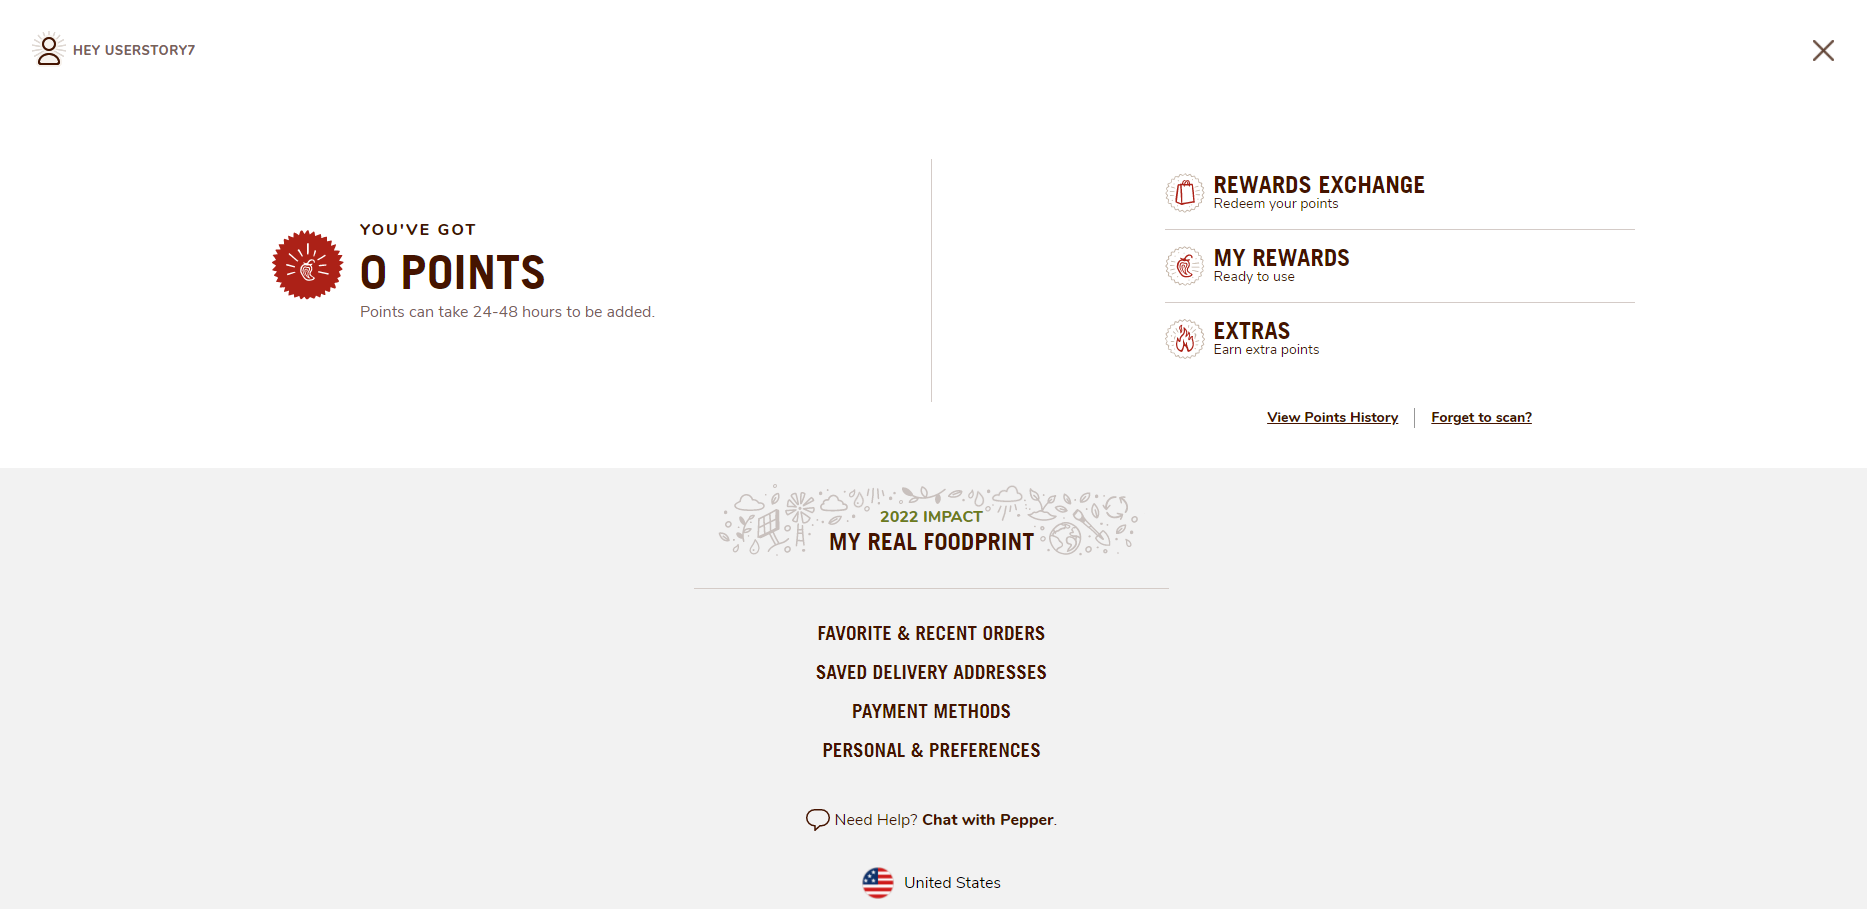 HEY USERSTORY7
YOU'VE GOT
0 POINTS
Points can take 24-48 hours to be added.
REWARDS EXCHANGE
Redeem your points
MY REWARDS
Ready to use
EXTRAS
Earn extra points
View Points History
Forget to scan?
2022 IMPACT
MY REAL FOODPRINT
FAVORITE & RECENT ORDERS
SAVED DELIVERY ADDRESSES
PAYMENT METHODS
PERSONAL & PREFERENCES
Need Help? Chat with Pepper.
United States